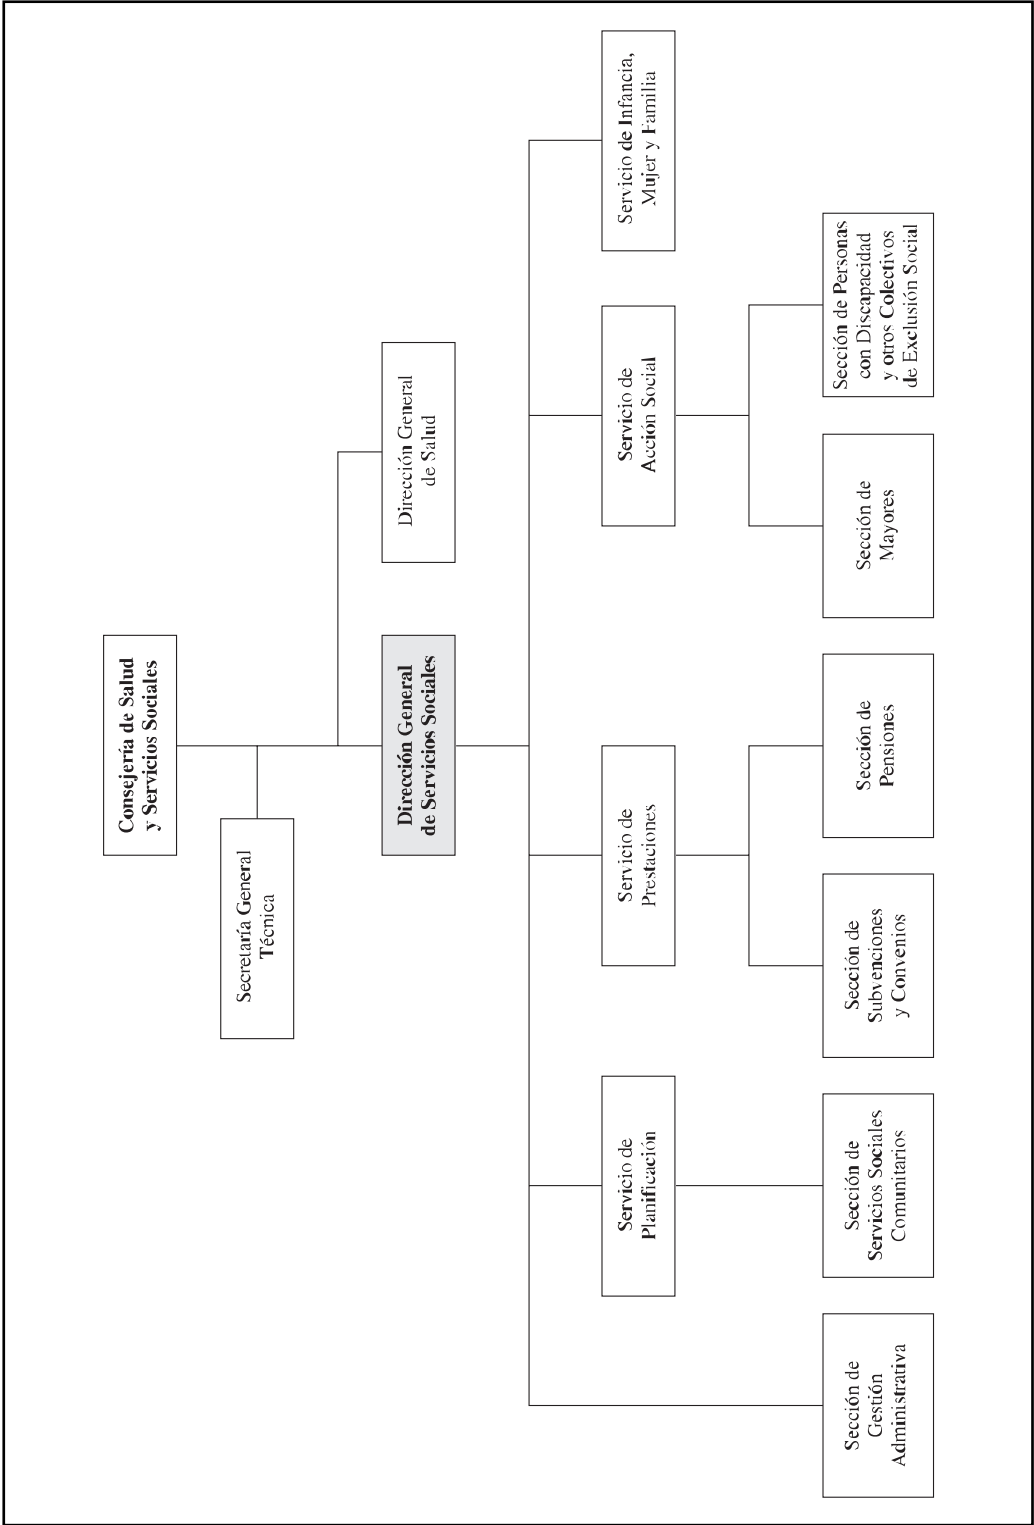 Consejería de Salud
y Servicios Sociales
Secretaría General
Técnica
Dirección General
de Servicios Sociales
Dirección General
de Salud
Servicio de
Planificación
Servicio de
Prestaciones
Servicio de
Acción Social
Servicio de Infancia,
Mujer y Familia
Sección de
Gestión
Administrativa
Sección de
Servicios Sociales
Comunitarios
Sección de
Subvenciones
y Convenios
Sección de
Pensiones
Sección de
Mayores
Sección de Personas
con Discapacidad
y otros Colectivos
de Exclusión Social